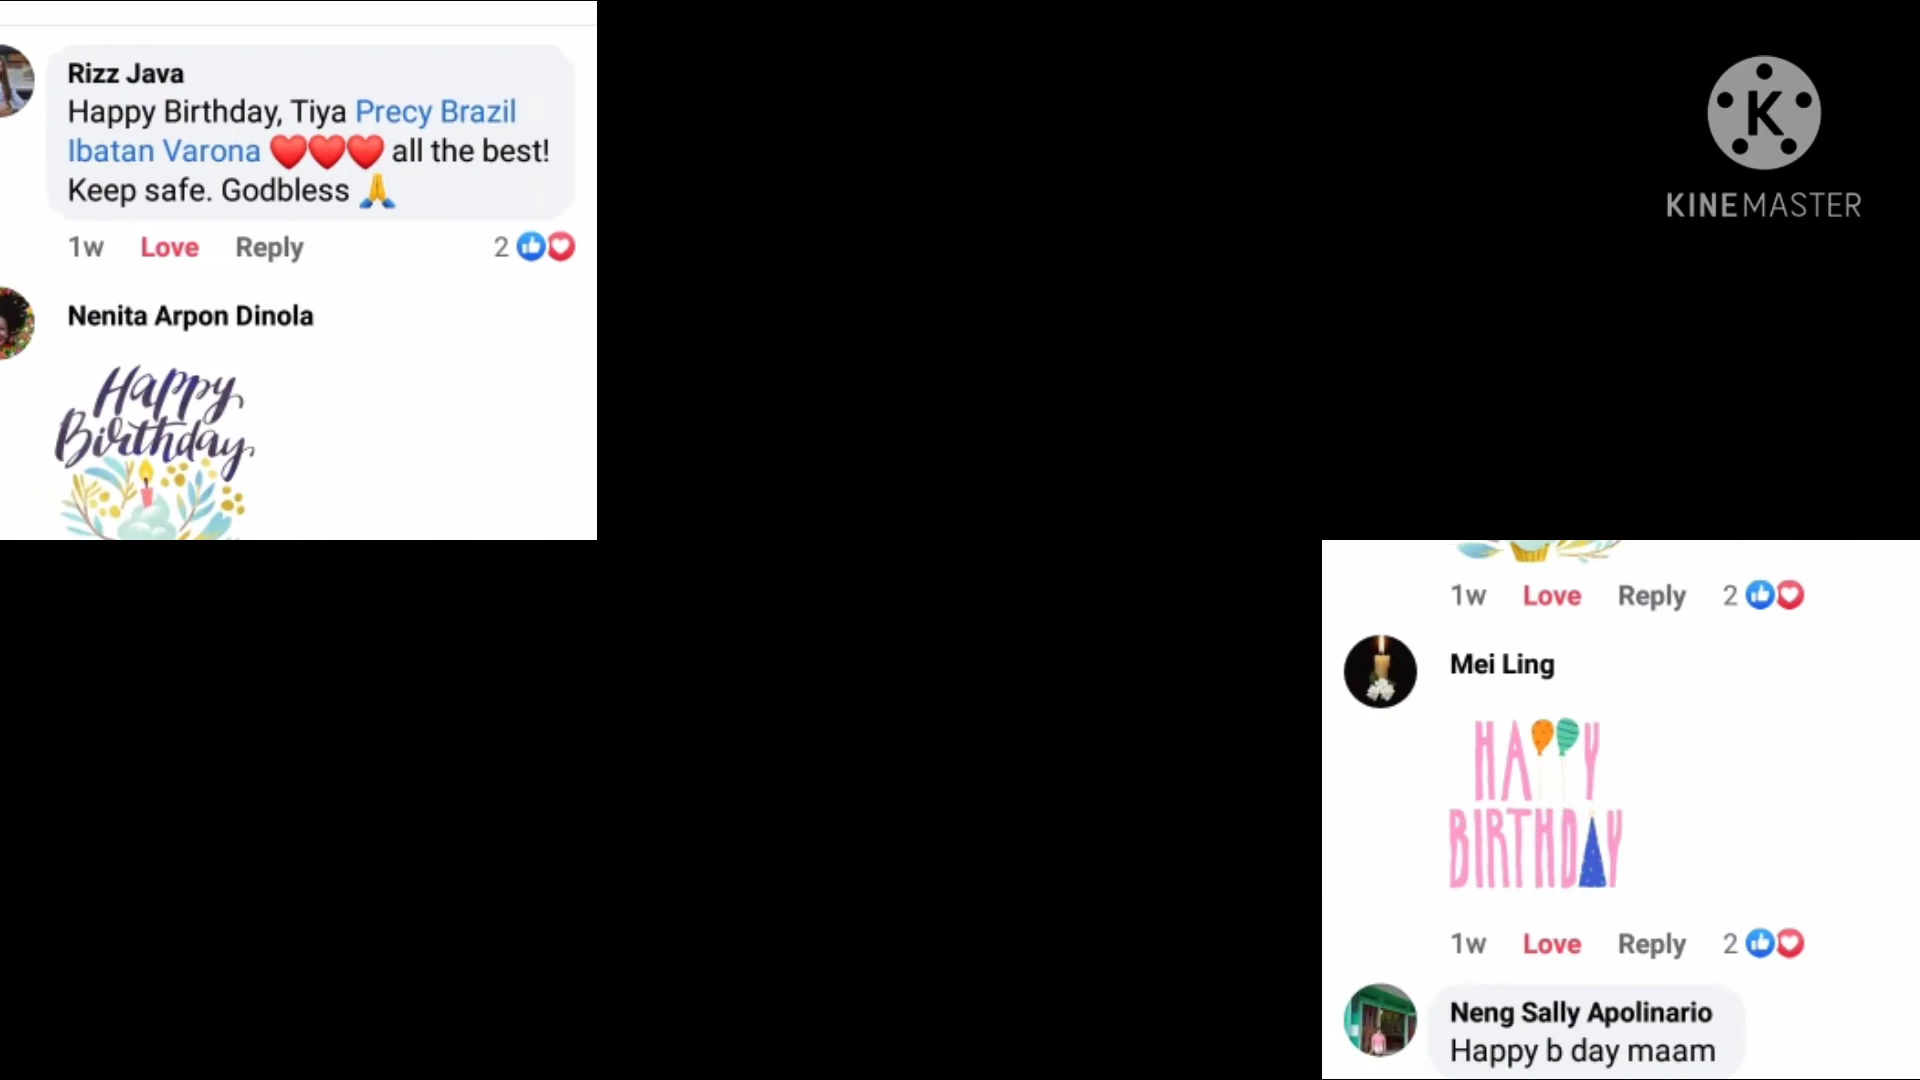 Rizz Java
Happy Birthday, Tiya Precy Brazil
Ibatan Varona ❤️❤️❤️ all the best!
Keep safe. Godbless 🙏
1w Love Reply 2
Nenita Arpon Dinola
Happy
Birthday
K
KINEMASTER
1w Love Reply 2
Mei Ling
HAPPY
BIRTHDAY
1w Love Reply 2
Neng Sally Apolinario
Happy b day maam